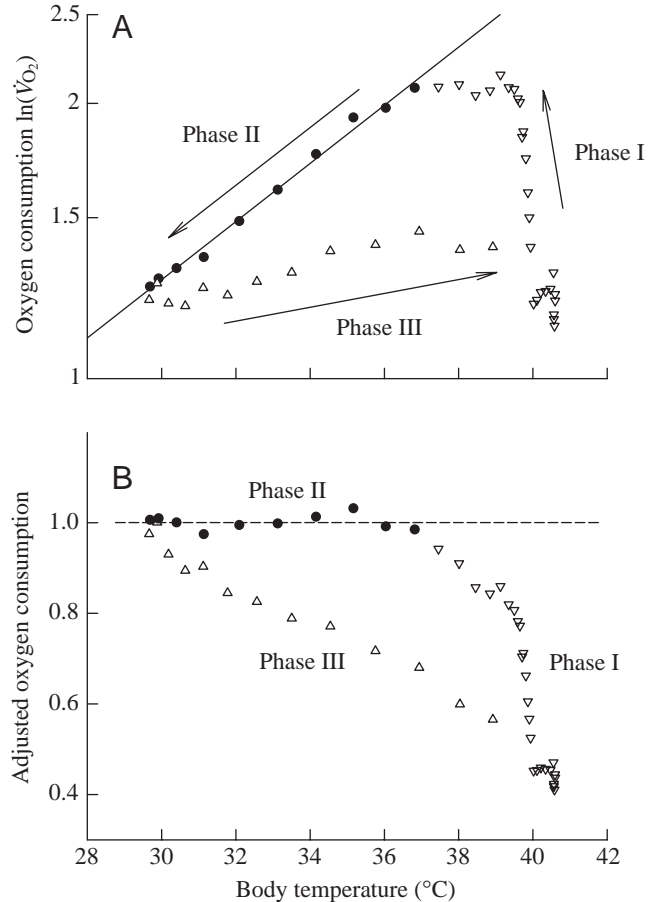 A
Oxygen consumption ln(V̇O₂)
2.5
2
1.5
1
Phase II
Phase I
Phase III
B
Adjusted oxygen consumption
1.0
0.8
0.6
0.4
Phase II
Phase III
Phase I
28 30 32 34 36 38 40 42
Body temperature (°C)